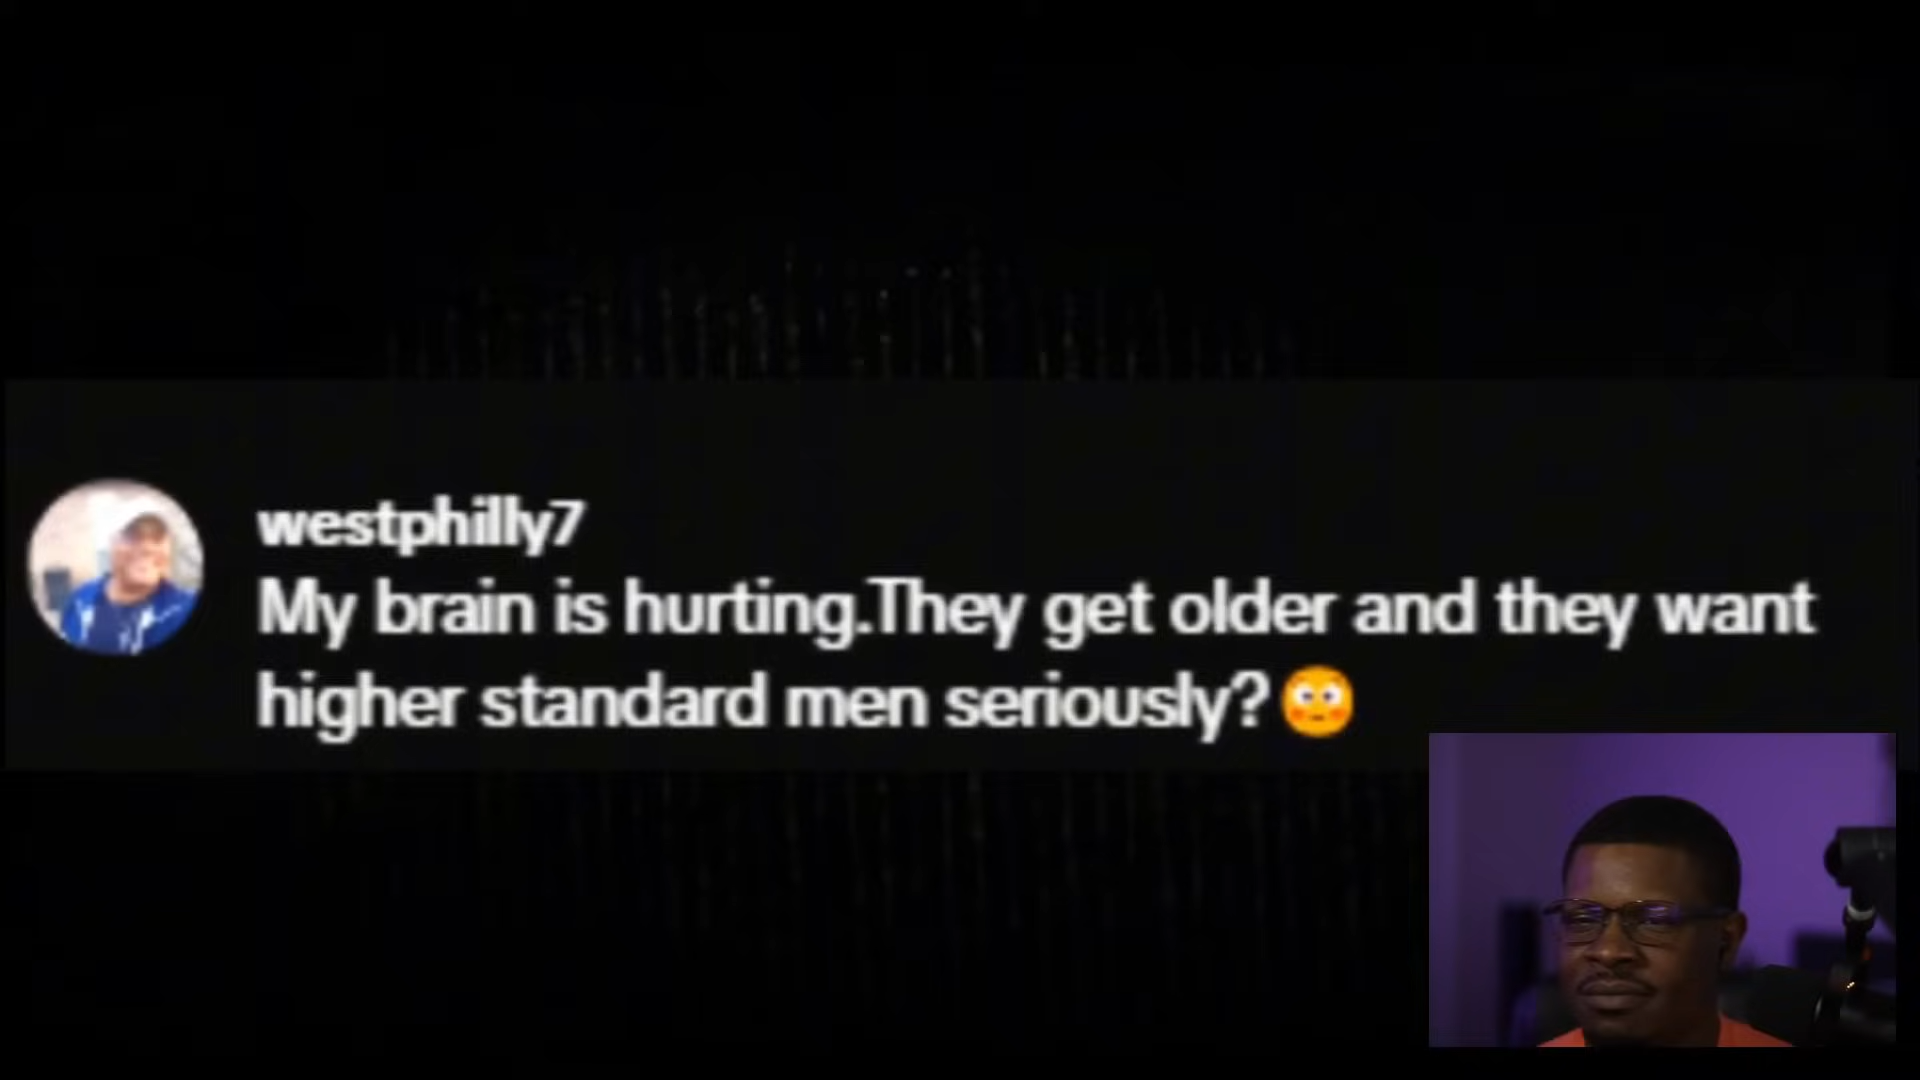 westphilly7
My brain is hurting.They get older and they want
higher standard men seriously?😳